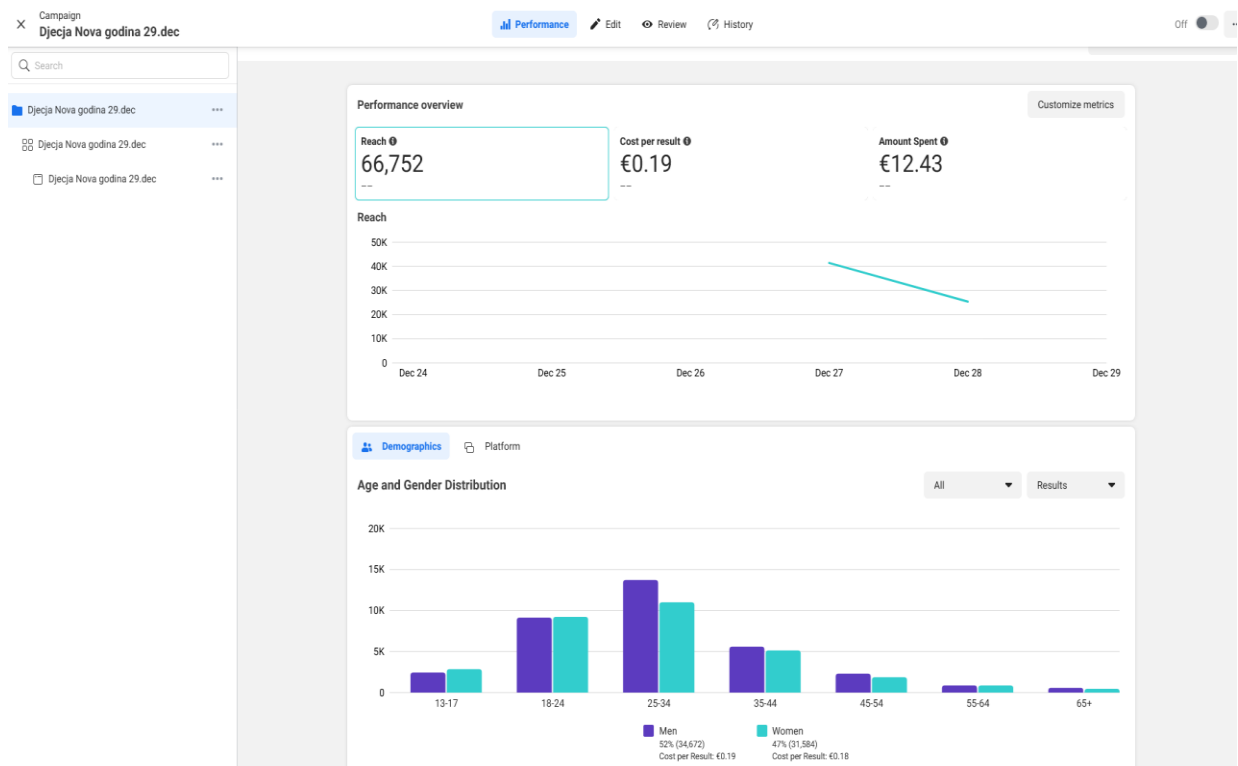 Campaign
Djecja Nova godina 29.dec
Performance
Edit
Review
History
Off
Search
Djecja Nova godina 29.dec
Djecja Nova godina 29.dec
Djecja Nova godina 29.dec
Performance overview
Customize metrics
Reach
66,752
--
Cost per result
€0.19
--
Amount Spent
€12.43
--
Reach
50K
40K
30K
20K
10K
0
Dec 24 Dec 25 Dec 26 Dec 27 Dec 28 Dec 29
Demographics
Platform
Age and Gender Distribution
All
Results
20K
15K
10K
5K
0
13-17 18-24 25-34 35-44 45-54 55-64 65+
Men
52% (34,672)
Cost per Result: €0.19
Women
47% (31,584)
Cost per Result: €0.18